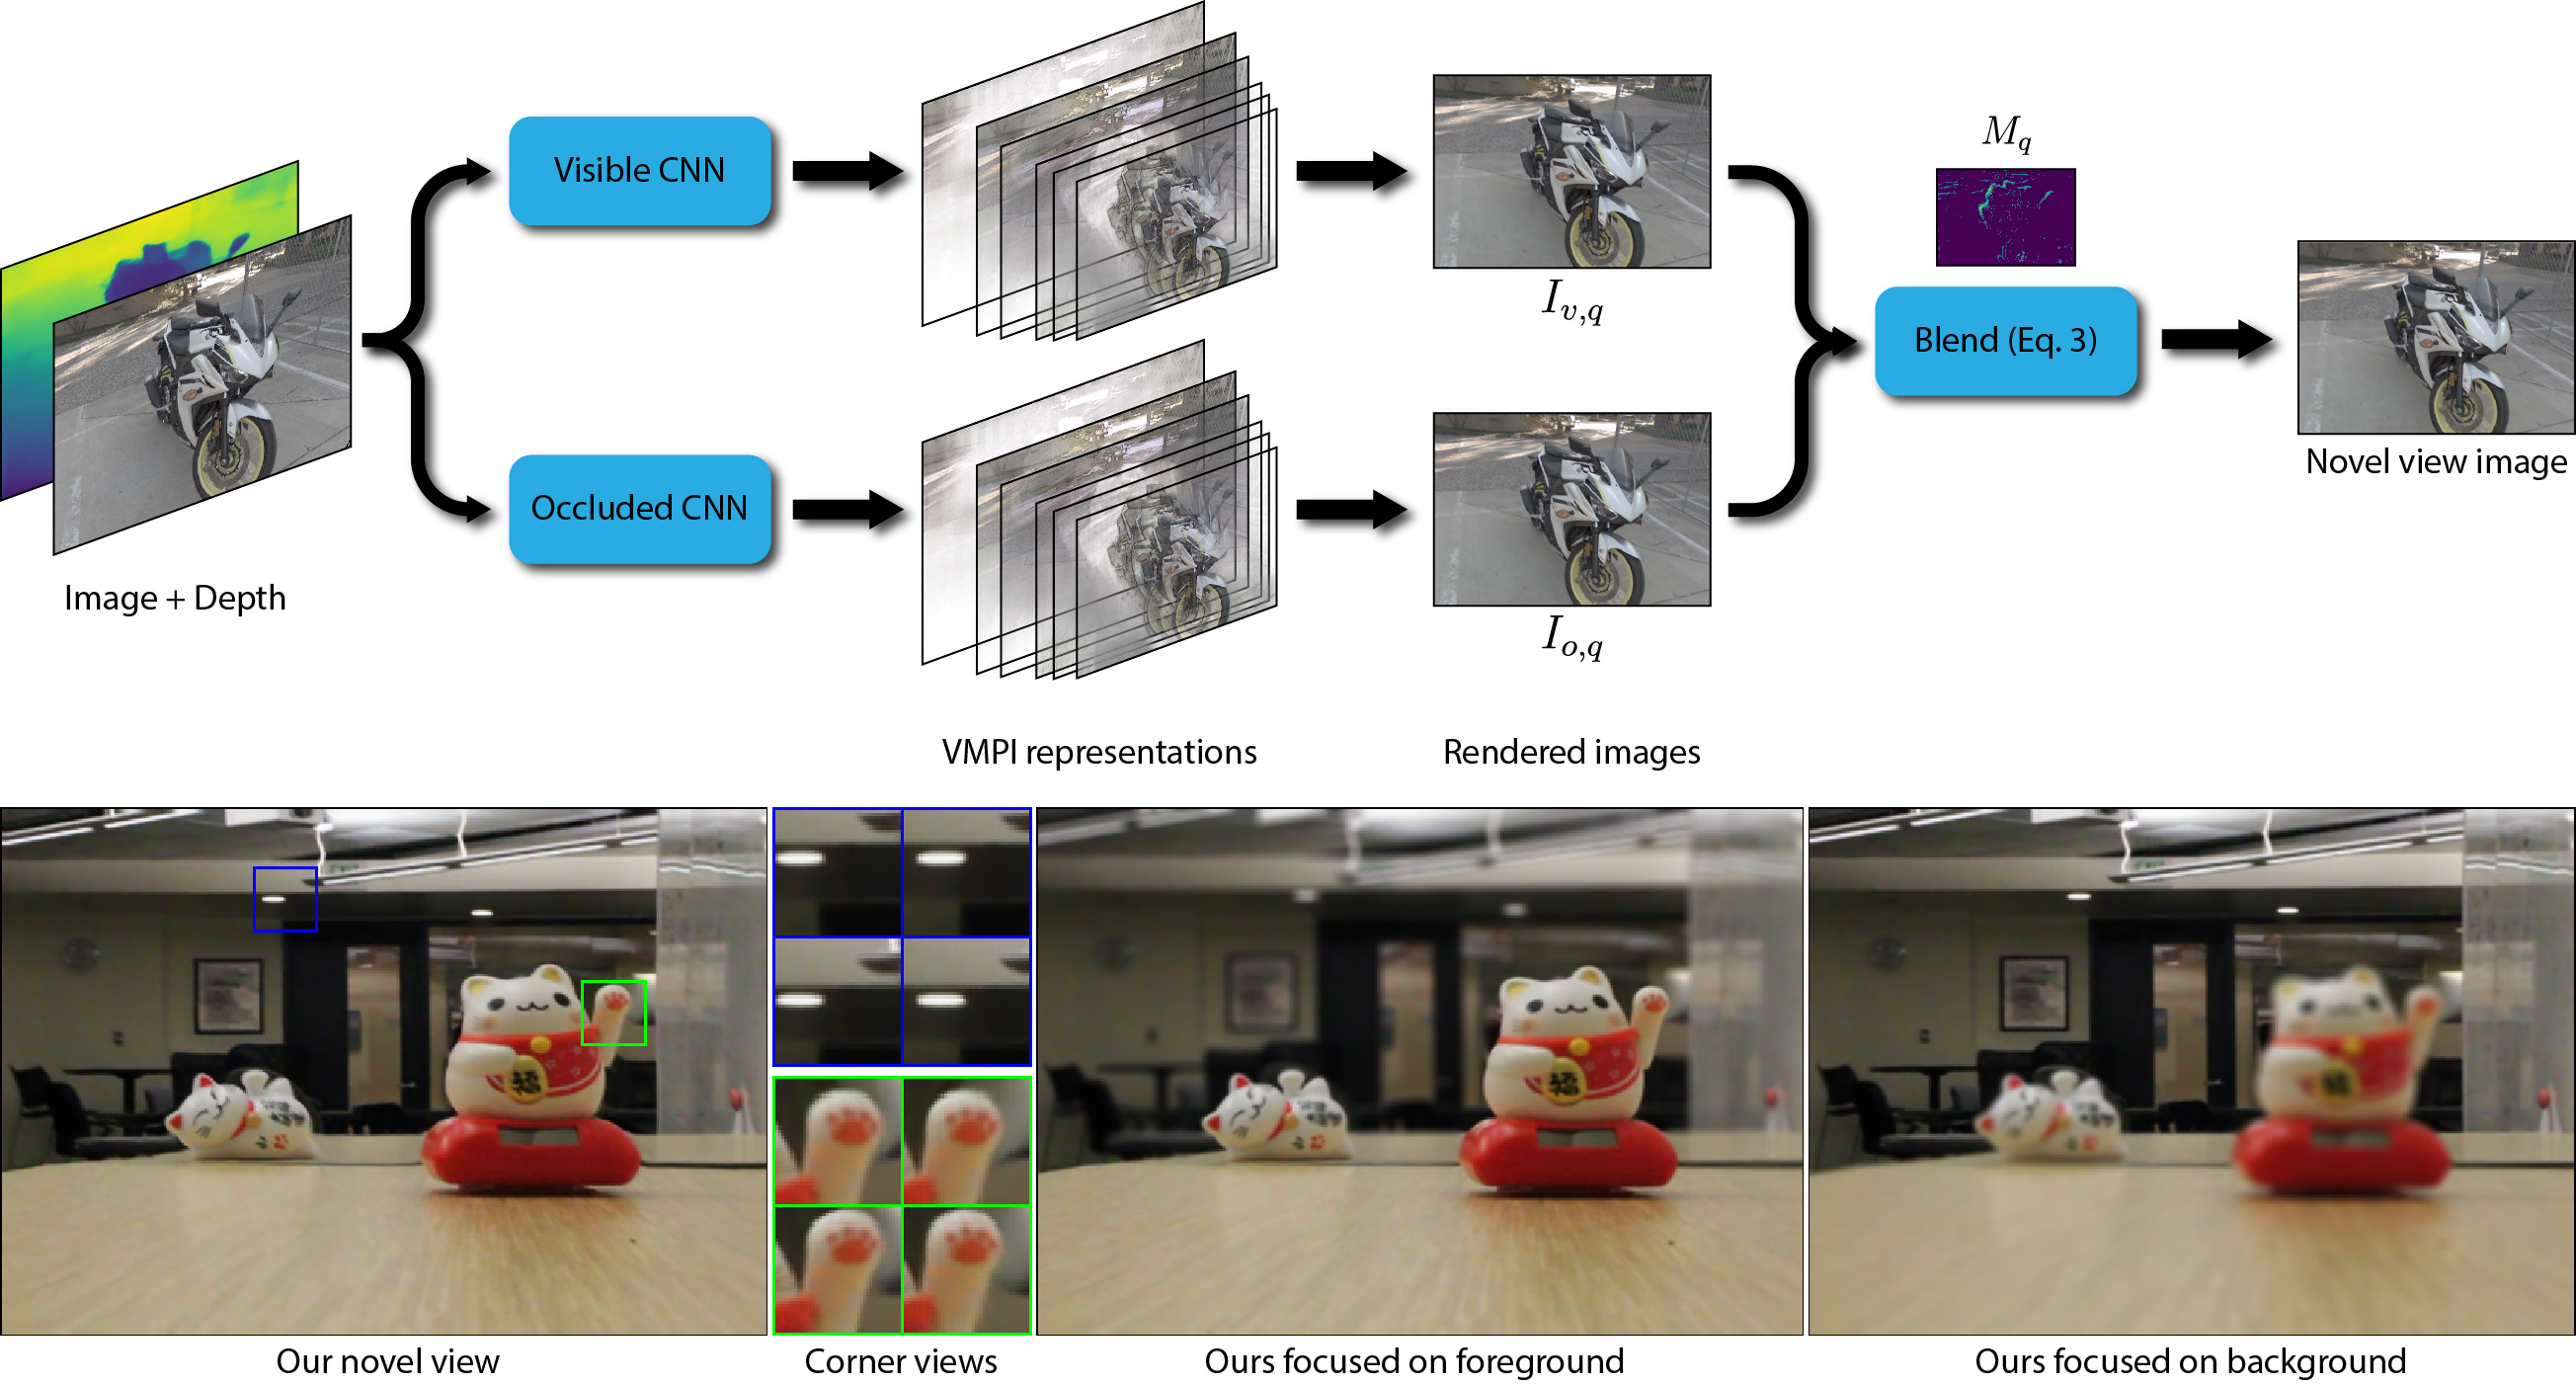 M_q
Visible CNN
I_{v,q}
Blend (Eq. 3)
Novel view image
Occluded CNN
Image + Depth
I_{o,q}
VMPI representations
Rendered images
福
Our novel view
Corner views
Ours focused on foreground
Ours focused on background